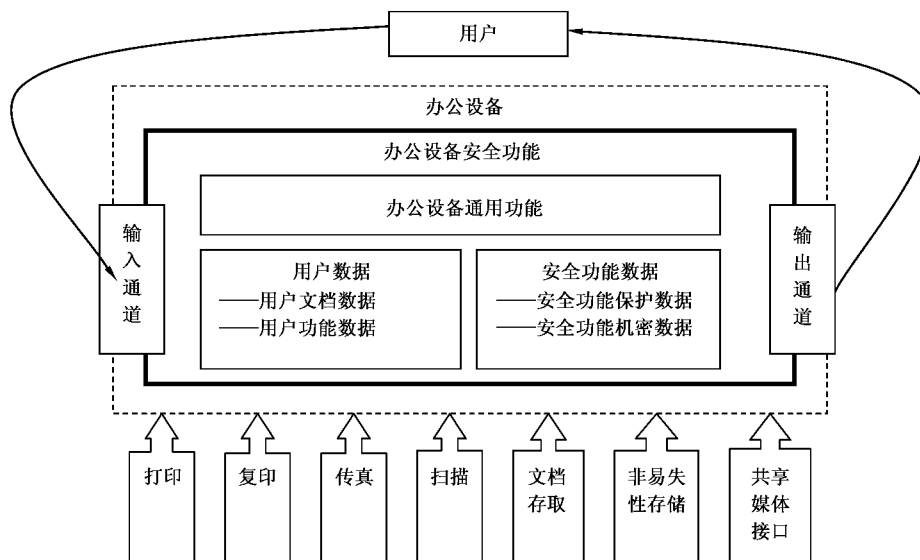 用户
办公设备
办公设备安全功能
办公设备通用功能
输入通道
用户数据
——用户文档数据
——用户功能数据
安全功能数据
——安全功能保护数据
——安全功能机密数据
输出通道
打印
复印
传真
扫描
文档
存取
非易失
性存储
共享
媒体
接口